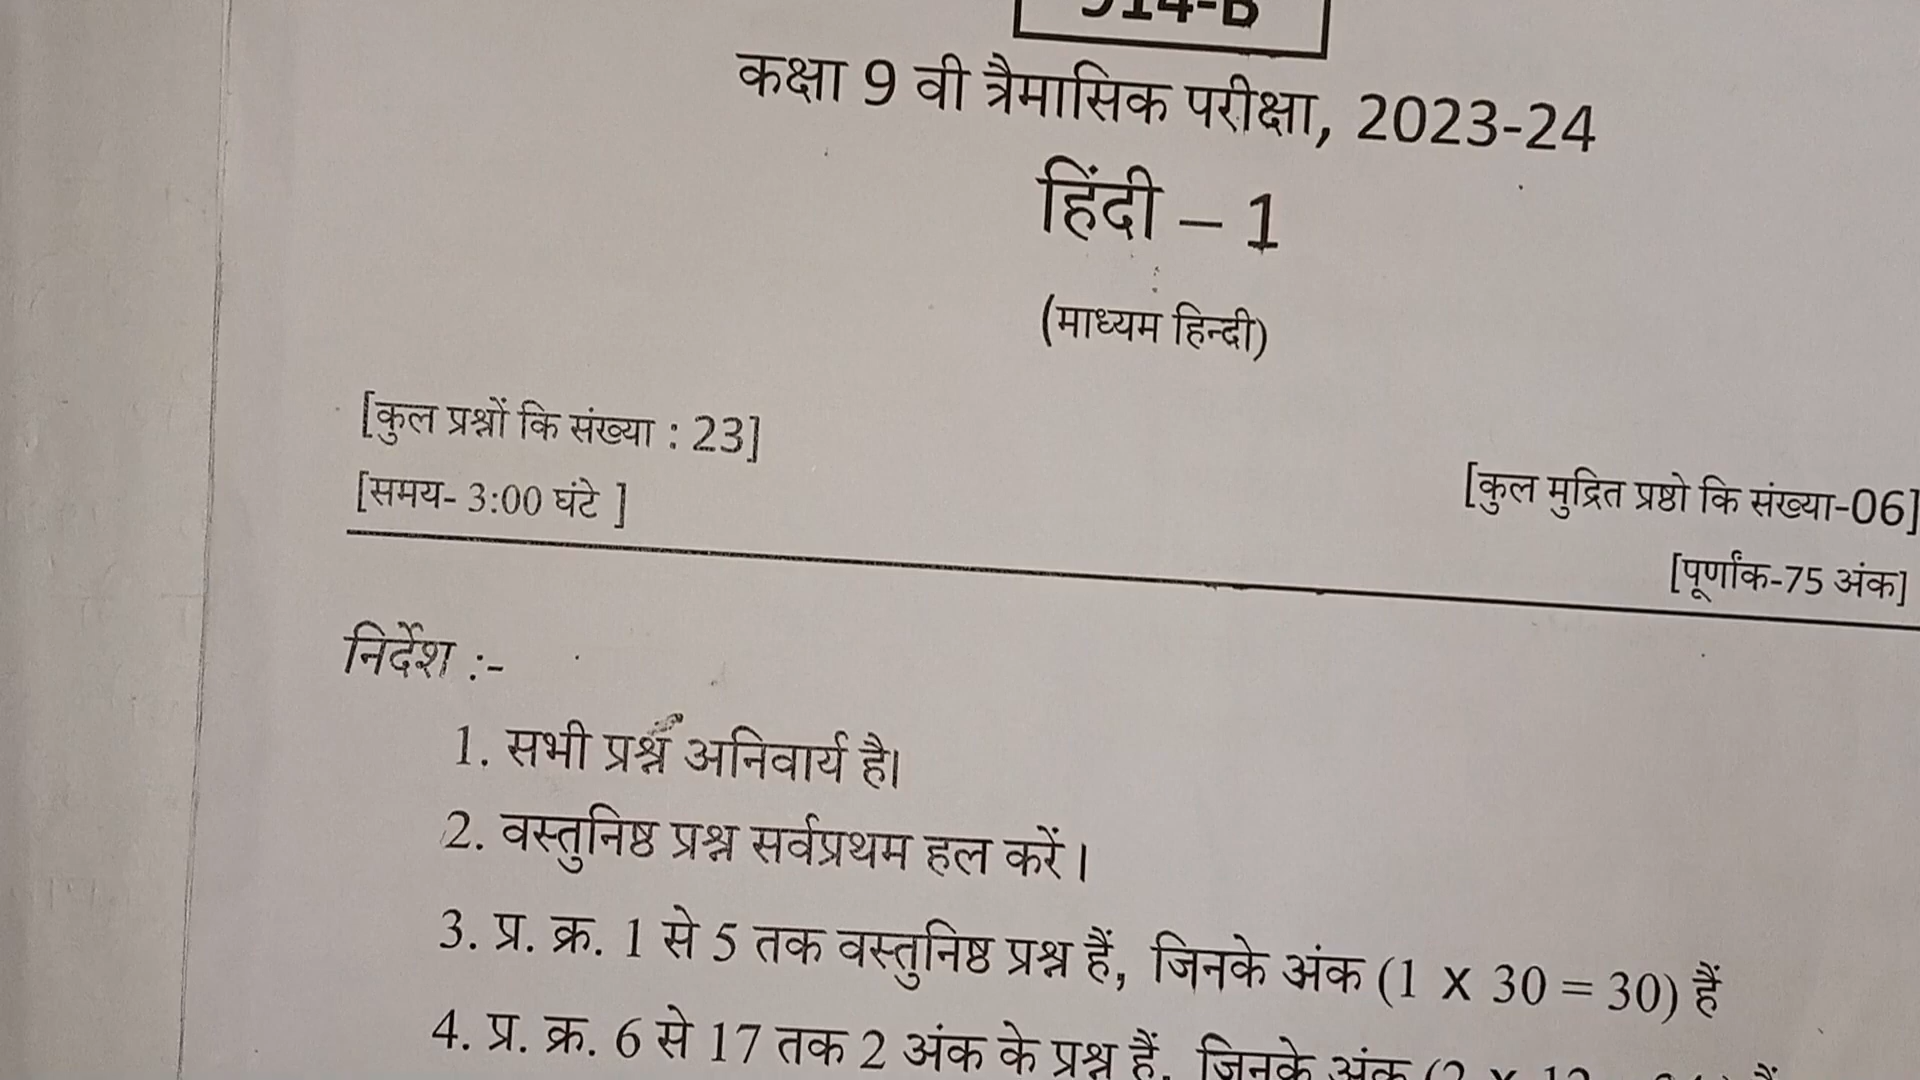 कक्षा 9 वी त्रैमासिक परीक्षा, 2023-24
हिंदी – 1
(माध्यम हिन्दी)
[कुल प्रश्नों कि संख्या : 23]
[कुल मुद्रित प्रष्ठो कि संख्या-06]
[समय- 3:00 घंटे ]
[पूर्णांक-75 अंक]
निर्देश :-
1. सभी प्रश्न अनिवार्य है।
2. वस्तुनिष्ठ प्रश्न सर्वप्रथम हल करें।
3. प्र. क्र. 1 से 5 तक वस्तुनिष्ठ प्रश्न हैं, जिनके अंक (1 X 30 = 30) हैं
4. प्र. क्र. 6 से 17 तक 2 अंक के प्रश्न हैं, जिनके अंक